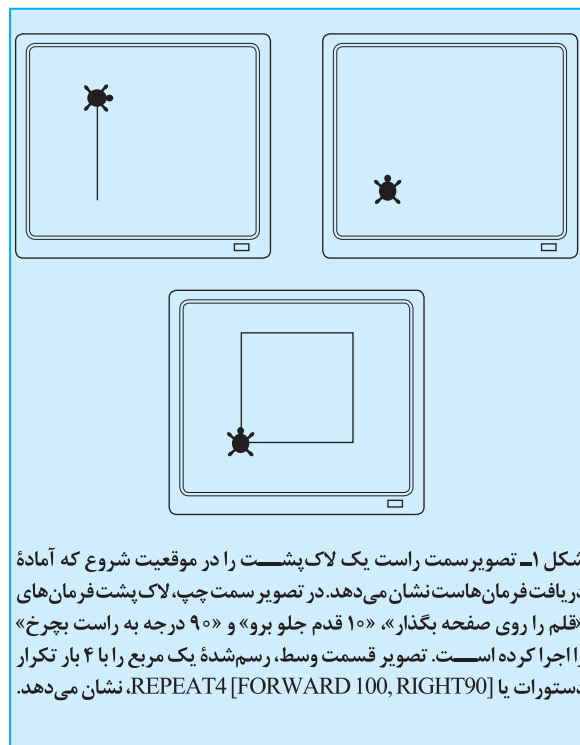 شکل ۱ـ تصویر سمت راست یک لاک‌پشـــت را در موقعیت شروع که آمادهٔ
دریافت فرمان‌هاست نشان می‌دهد. در تصویر سمت چپ، لاک‌پشت فرمان‌های
«قلم را روی صفحه بگذار»، «۱۰ قدم جلو برو» و «۹۰ درجه به راست بچرخ»
را اجرا کرده اســـت. تصویر قسمت وسط، رسم‌شدهٔ یک مربع را با ۴ بار تکرار
دستورات یا REPEAT4 [FORWARD 100, RIGHT90]، نشان می‌دهد.